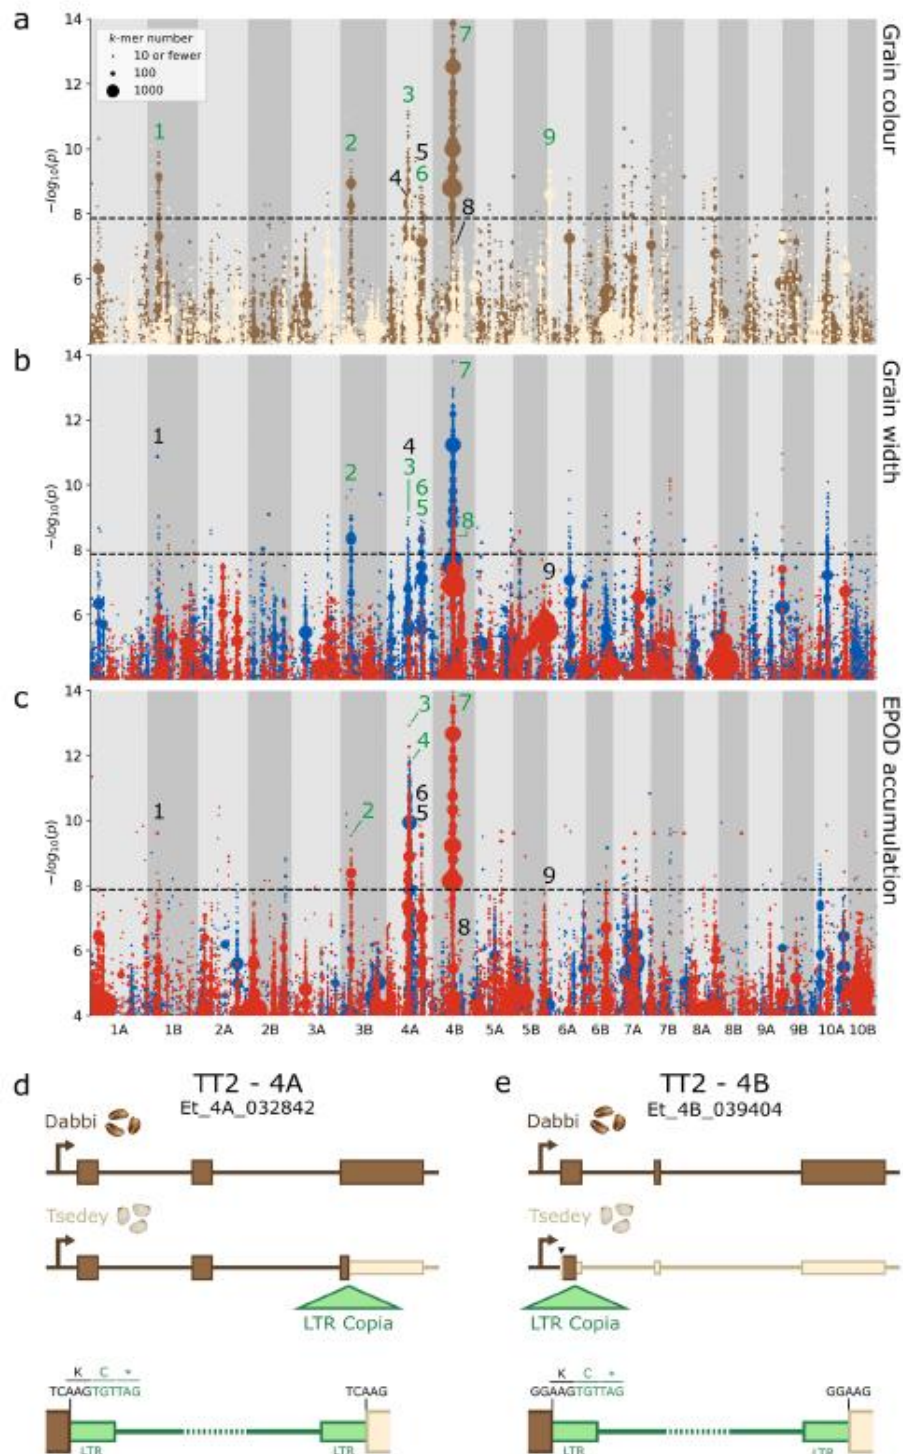 a
Grain colour
14
12
10
8
6
-log₁₀(p)
k-mer number
10 or fewer
100
1000
1
2
3
4
5
6
7
8
9
b
Grain width
14
12
10
8
6
-log₁₀(p)
1
2
4
3
6
5
7
8
9
c
EPOD accumulation
14
12
10
8
6
4
-log₁₀(p)
1
2
3
4
6
5
7
8
9
1A 1B 2A 2B 3A 3B 4A 4B 5A 5B 6A 6B 7A 7B 8A 8B 9A 9B 10A 10B
d
TT2 - 4A
Et_4A_032842
Dabbi
Tsedey
LTR Copia
K C *
TCAAGTGTTAG
TCAAG
LTR
LTR
e
TT2 - 4B
Et_4B_039404
Dabbi
Tsedey
LTR Copia
K C *
GGAAGTGTTAG
GGAAG
LTR
LTR